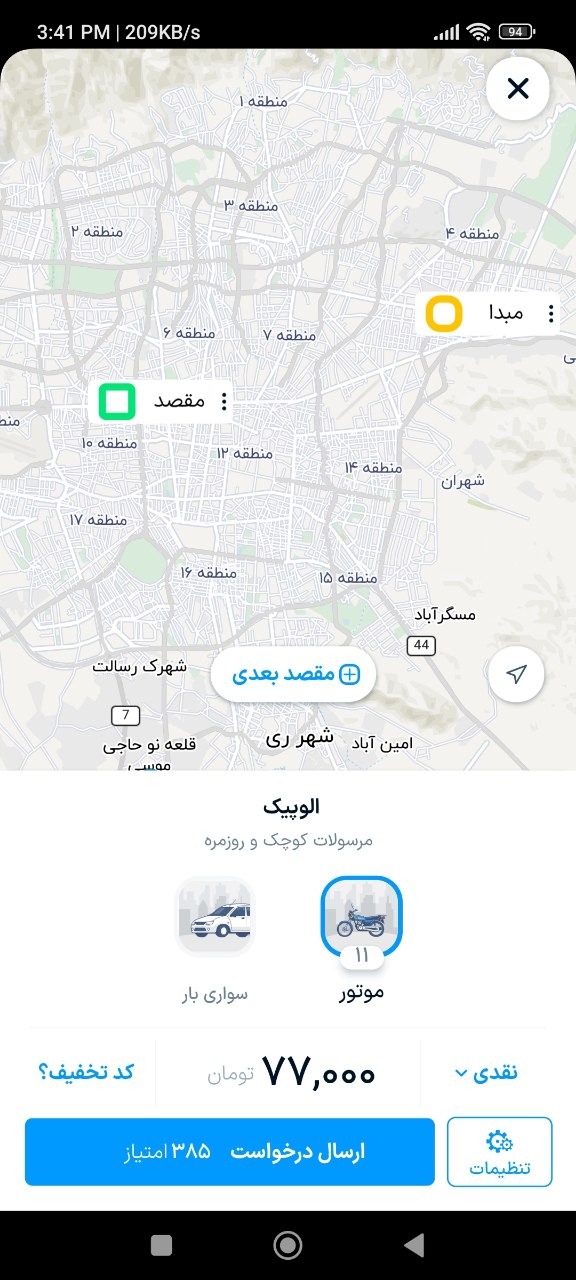 3:41 PM | 209KB/s
94
منطقه ۱
منطقه ۳
منطقه ۲
منطقه ۴
مبدا
منطقه ۶
منطقه ۷
مقصد
منطقه ۱۰
منطقه ۱۲
منطقه ۱۴
شهران
منطقه ۱۷
منطقه ۱۶
منطقه ۱۵
مسگرآباد
44
شهرک رسالت
مقصد بعدی
7
قلعه نو حاجی موسی
شهر ری
امین آباد
الوپیک
مرسولات کوچک و روزمره
۱۱
موتور
سواری بار
نقدی
۷۷,۰۰۰ تومان
کد تخفیف؟
تنظیمات
ارسال درخواست ۳۸۵ امتیاز